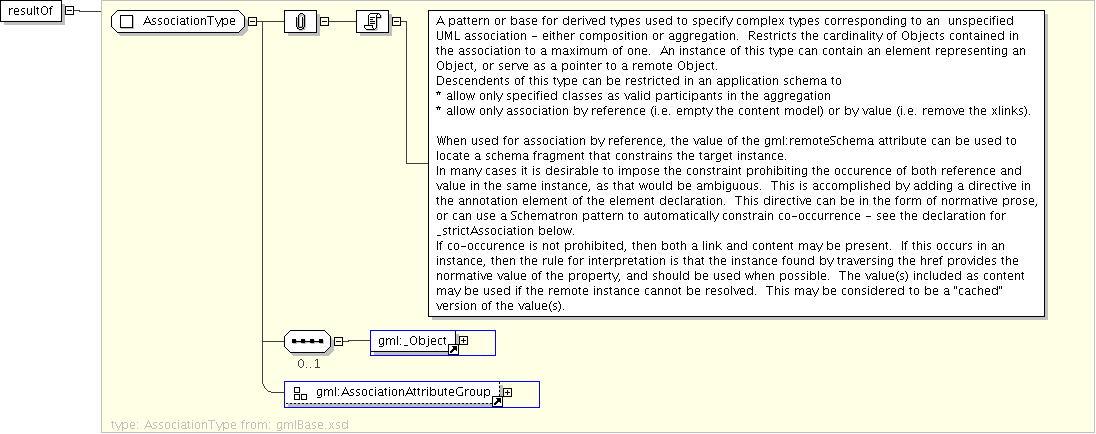 resultOf
AssociationType
A pattern or base for derived types used to specify complex types corresponding to an  unspecified
UML association - either composition or aggregation.  Restricts the cardinality of Objects contained in
the association to a maximum of one.  An instance of this type can contain an element representing an
Object, or serve as a pointer to a remote Object.
Descendents of this type can be restricted in an application schema to
* allow only specified classes as valid participants in the aggregation
* allow only association by reference (i.e. empty the content model) or by value (i.e. remove the xlinks).
When used for association by reference, the value of the gml:remoteSchema attribute can be used to
locate a schema fragment that constrains the target instance.
In many cases it is desirable to impose the constraint prohibiting the occurence of both reference and
value in the same instance, as that would be ambiguous.  This is accomplished by adding a directive in
the annotation element of the element declaration.  This directive can be in the form of normative prose,
or can use a Schematron pattern to automatically constrain co-occurrence - see the declaration for
_strictAssociation below.
If co-occurence is not prohibited, then both a link and content may be present.  If this occurs in an
instance, then the rule for interpretation is that the instance found by traversing the href provides the
normative value of the property, and should be used when possible.  The value(s) included as content
may be used if the remote instance cannot be resolved.  This may be considered to be a "cached"
version of the value(s).
gml:_Object
0..1
gml:AssociationAttributeGroup
type: AssociationType from: gmlBase.xsd